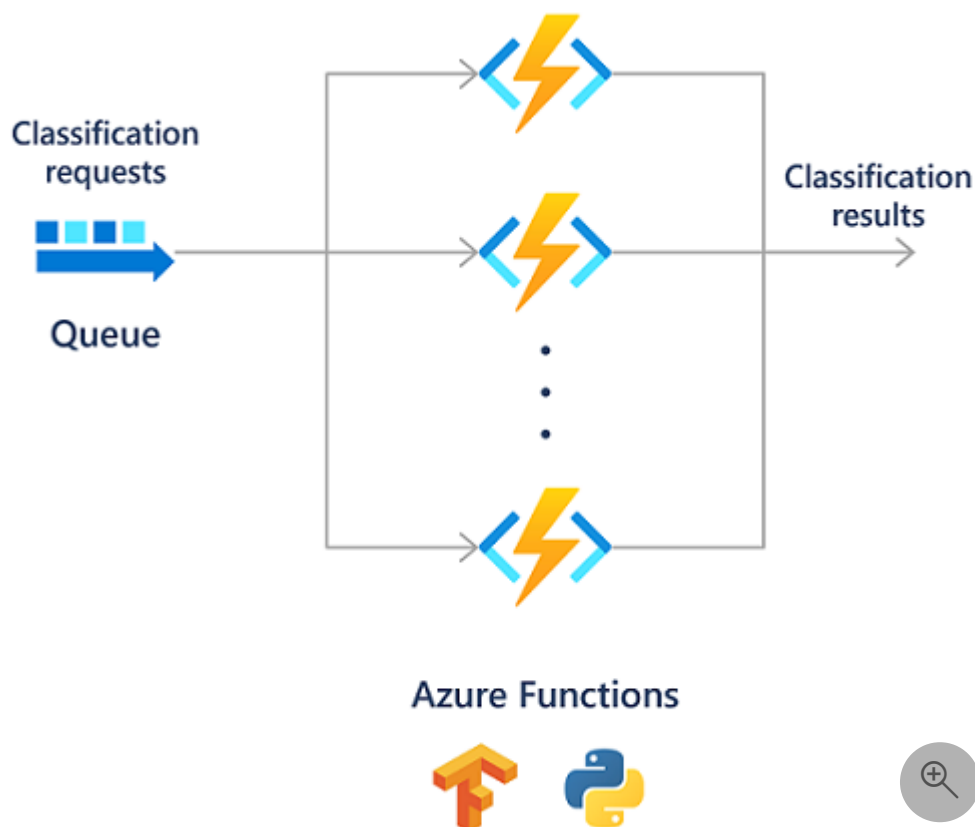 Classification
requests
Queue
Classification
results
Azure Functions